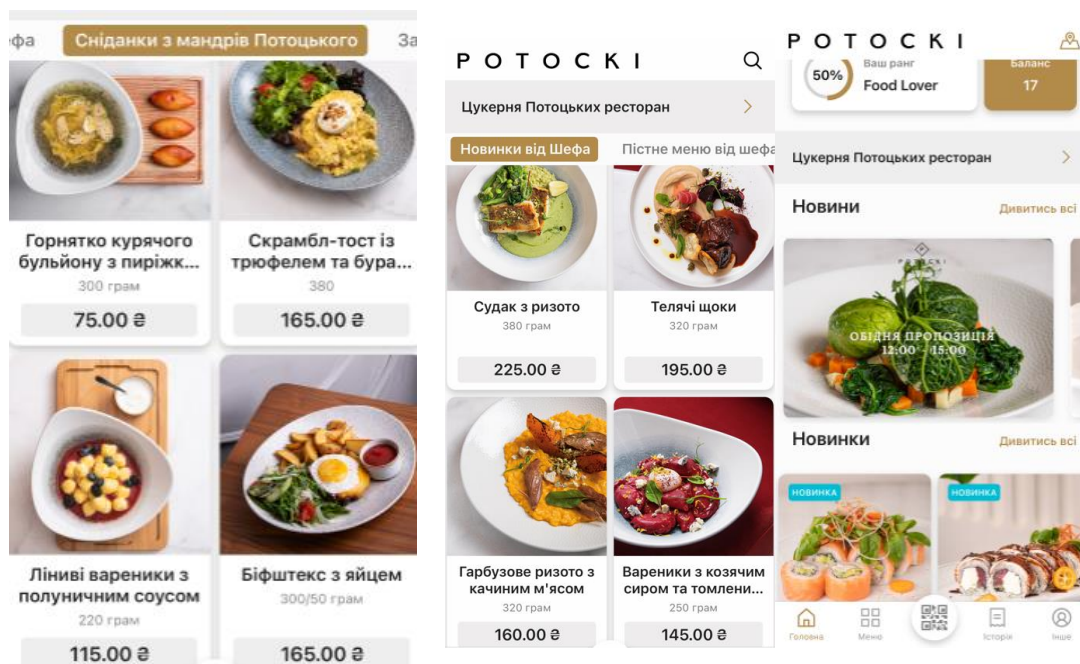 фа
Сніданки з мандрів Потоцького
За
Горнятко курячого
бульйону з пиріжк...
300 грам
75.00 ₴
Скрамбл-тост із
трюфелем та бура...
380
165.00 ₴
Ліниві вареники з
полуничним соусом
220 грам
115.00 ₴
Біфштекс з яйцем
300/50 грам
165.00 ₴
POTOCKI
Цукерня Потоцьких ресторан
Новинки від Шефа
Пістне меню від шефа
Судак з ризото
380 грам
225.00 ₴
Телячі щоки
320 грам
195.00 ₴
Гарбузове ризото з
качиним м'ясом
320 грам
160.00 ₴
Вареники з козячим
сиром та томлени...
250 грам
145.00 ₴
POTOCKI
50%
Ваш ранг
Food Lover
Баланс
17
Цукерня Потоцьких ресторан
Новини
Дивитись всі
POTOCKI
ОБІДНЯ ПРОПОЗИЦІЯ
12:00 - 15:00
Новинки
Дивитись всі
НОВИНКА
НОВИНКА
Головна
Меню
Історія
Інше